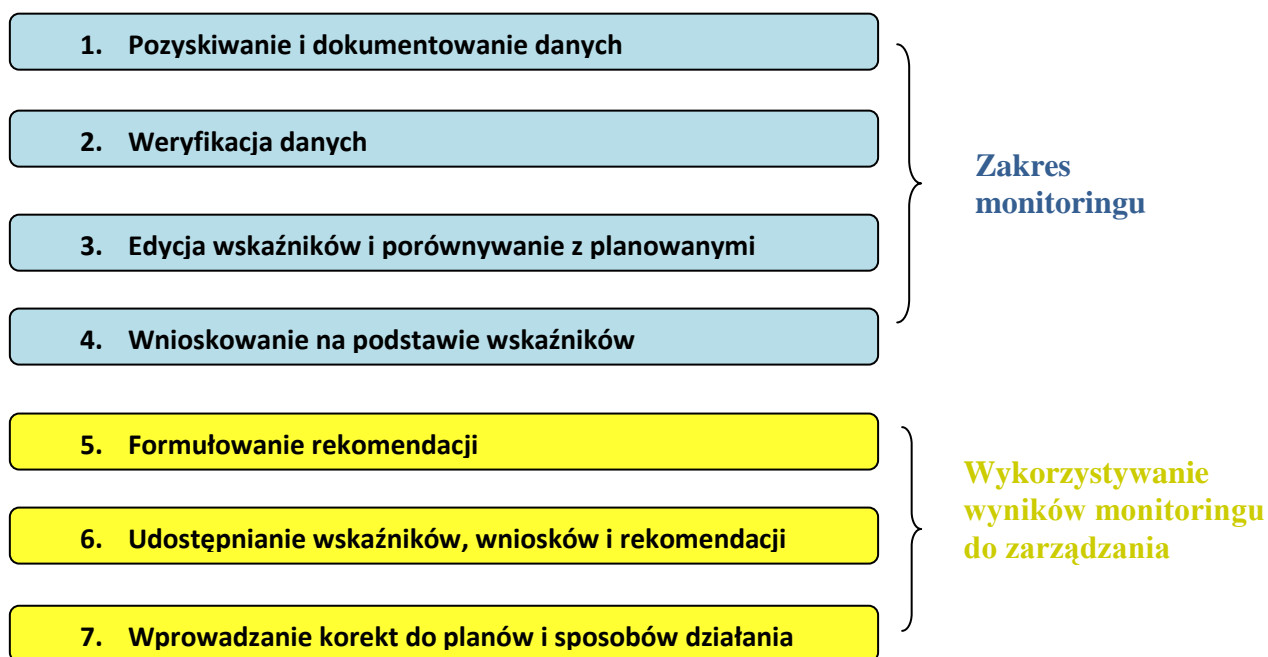 1. Pozyskiwanie i dokumentowanie danych
2. Weryfikacja danych
3. Edycja wskaźników i porównywanie z planowanymi
4. Wnioskowanie na podstawie wskaźników
Zakres
monitoringu
5. Formułowanie rekomendacji
6. Udostępnianie wskaźników, wniosków i rekomendacji
7. Wprowadzanie korekt do planów i sposobów działania
Wykorzystywanie
wyników monitoringu
do zarządzania